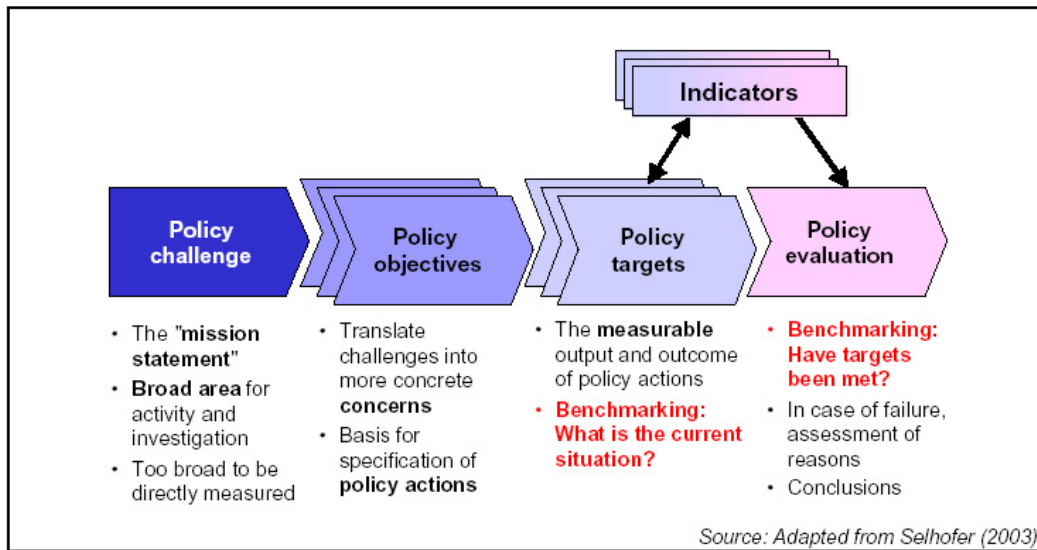 Indicators
Policy
challenge
Policy
objectives
Policy
targets
Policy
evaluation
• The "mission
statement"
• Broad area for
activity and
investigation
• Too broad to be
directly measured
• Translate
challenges into
more concrete
concerns
• Basis for
specification of
policy actions
• The measurable
output and outcome
of policy actions
• Benchmarking:
What is the current
situation?
• Benchmarking:
Have targets
been met?
• In case of failure,
assessment of
reasons
• Conclusions
Source: Adapted from Selhofer (2003)